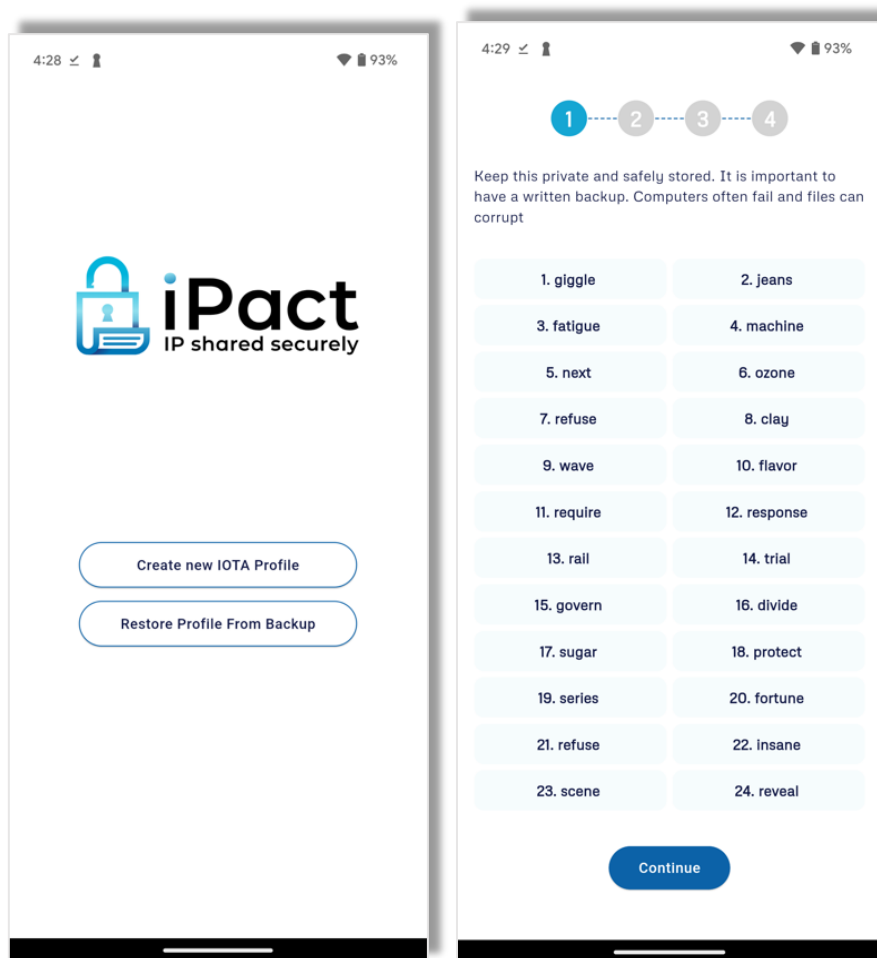 4:28
93%
iPact
IP shared securely
Create new IOTA Profile
Restore Profile From Backup
4:29
93%
1
2
3
4
Keep this private and safely stored. It is important to
have a written backup. Computers often fail and files can
corrupt
1. giggle
2. jeans
3. fatigue
4. machine
5. next
6. ozone
7. refuse
8. clay
9. wave
10. flavor
11. require
12. response
13. rail
14. trial
15. govern
16. divide
17. sugar
18. protect
19. series
20. fortune
21. refuse
22. insane
23. scene
24. reveal
Continue